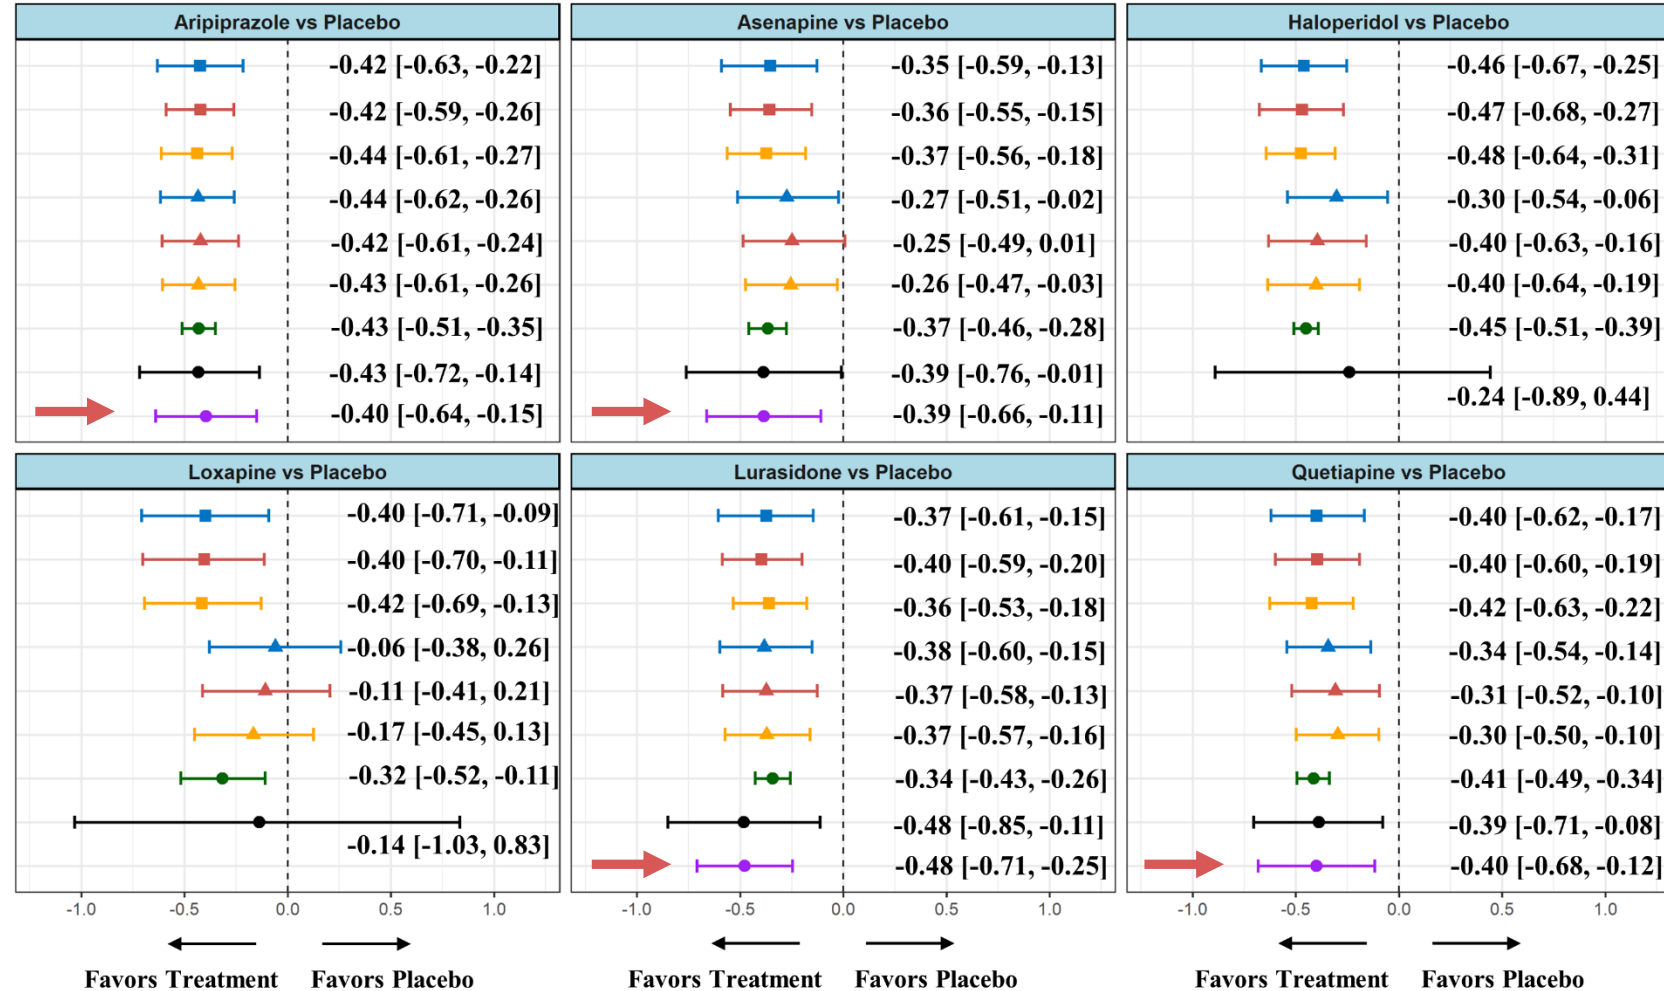 Aripiprazole vs Placebo
-0.42 [-0.63, -0.22]
-0.42 [-0.59, -0.26]
-0.44 [-0.61, -0.27]
-0.44 [-0.62, -0.26]
-0.42 [-0.61, -0.24]
-0.43 [-0.61, -0.26]
-0.43 [-0.51, -0.35]
-0.43 [-0.72, -0.14]
-0.40 [-0.64, -0.15]
Asenapine vs Placebo
-0.35 [-0.59, -0.13]
-0.36 [-0.55, -0.15]
-0.37 [-0.56, -0.18]
-0.27 [-0.51, -0.02]
-0.25 [-0.49, 0.01]
-0.26 [-0.47, -0.03]
-0.37 [-0.46, -0.28]
-0.39 [-0.76, -0.01]
-0.39 [-0.66, -0.11]
Haloperidol vs Placebo
-0.46 [-0.67, -0.25]
-0.47 [-0.68, -0.27]
-0.48 [-0.64, -0.31]
-0.30 [-0.54, -0.06]
-0.40 [-0.63, -0.16]
-0.40 [-0.64, -0.19]
-0.45 [-0.51, -0.39]
-0.24 [-0.89, 0.44]
Loxapine vs Placebo
-0.40 [-0.71, -0.09]
-0.40 [-0.70, -0.11]
-0.42 [-0.69, -0.13]
-0.06 [-0.38, 0.26]
-0.11 [-0.41, 0.21]
-0.17 [-0.45, 0.13]
-0.32 [-0.52, -0.11]
-0.14 [-1.03, 0.83]
-1.0 -0.5 0.0 0.5 1.0
Favors Treatment Favors Placebo
Lurasidone vs Placebo
-0.37 [-0.61, -0.15]
-0.40 [-0.59, -0.20]
-0.36 [-0.53, -0.18]
-0.38 [-0.60, -0.15]
-0.37 [-0.58, -0.13]
-0.37 [-0.57, -0.16]
-0.34 [-0.43, -0.26]
-0.48 [-0.85, -0.11]
-0.48 [-0.71, -0.25]
-1.0 -0.5 0.0 0.5 1.0
Favors Treatment Favors Placebo
Quetiapine vs Placebo
-0.40 [-0.62, -0.17]
-0.40 [-0.60, -0.19]
-0.42 [-0.63, -0.22]
-0.34 [-0.54, -0.14]
-0.31 [-0.52, -0.10]
-0.30 [-0.50, -0.10]
-0.41 [-0.49, -0.34]
-0.39 [-0.71, -0.08]
-0.40 [-0.68, -0.12]
-1.0 -0.5 0.0 0.5 1.0
Favors Treatment Favors Placebo